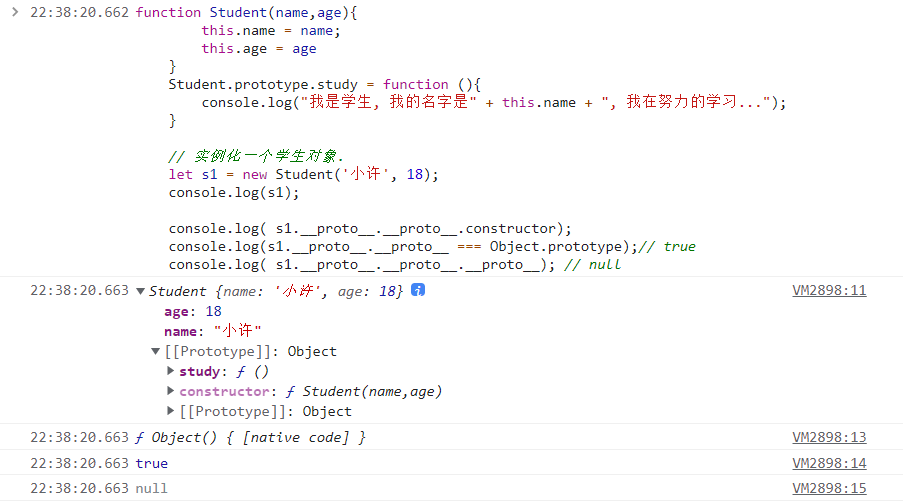 22:38:20.662 function Student(name,age){
this.name = name;
this.age = age
}
Student.prototype.study = function (){
console.log("我是学生, 我的名字是" + this.name + ", 我在努力的学习...");
}
// 实例化一个学生对象.
let s1 = new Student('小许', 18);
console.log(s1);
console.log( s1.__proto__.__proto__.constructor);
console.log(s1.__proto__.__proto__ === Object.prototype);// true
console.log( s1.__proto__.__proto__.__proto__); // null
22:38:20.663 Student {name: '小许', age: 18} VM2898:11
age: 18
name: "小许"
[[Prototype]]: Object
study: ƒ ()
constructor: ƒ Student(name,age)
[[Prototype]]: Object
22:38:20.663 ƒ Object() { [native code] } VM2898:13
22:38:20.663 true VM2898:14
22:38:20.663 null VM2898:15